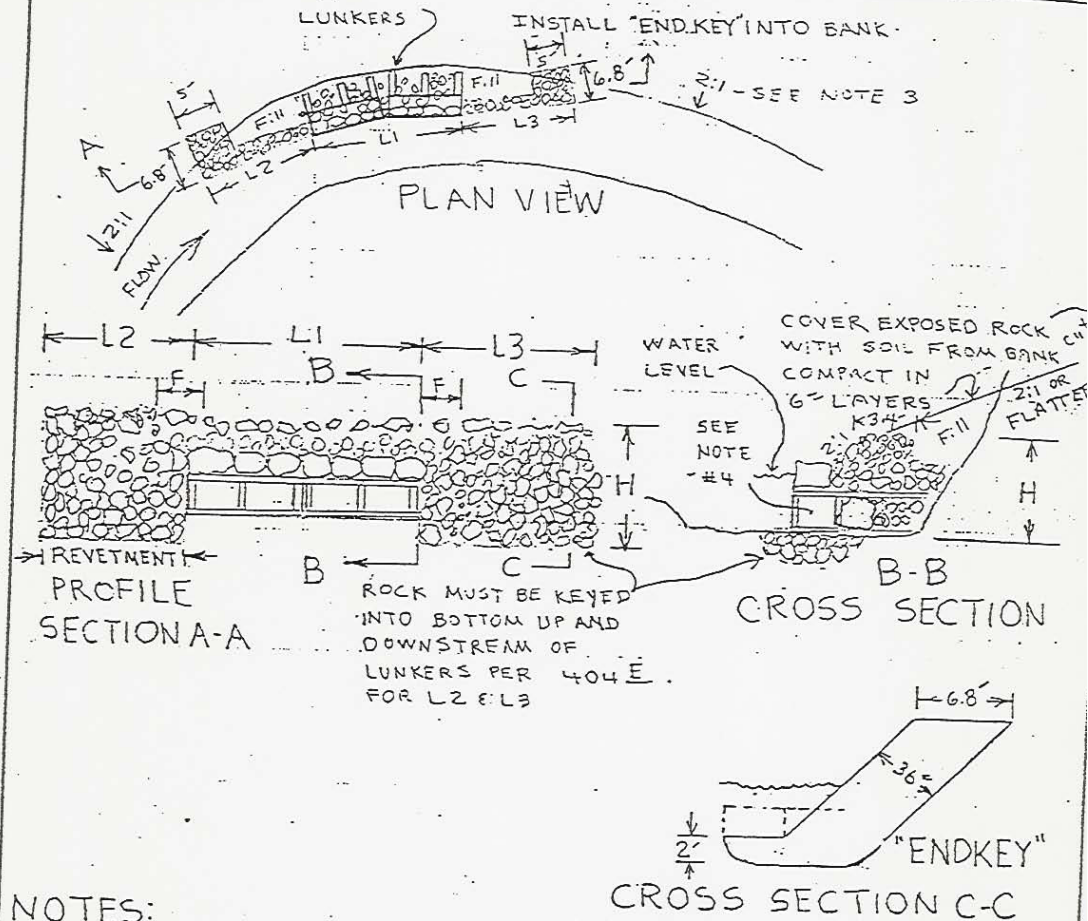 LUNKERS
INSTALL "ENDKEY" INTO BANK.
5'
6.8'
2:1 - SEE NOTE 3
5'
F:11
F:11
A
6.8'
L2
L1
L3
PLAN VIEW
2:1
FLOW
L2
L1
L3
B
C
F
F
WATER
LEVEL
COVER EXPOSED ROCK
WITH SOIL FROM BANK
COMPACT IN
6" LAYERS
2:1 OR
FLATTER
3.4'
F:11
2:1
SEE
NOTE
#4
H
H
REVETMENT
B
C
B-B
PROFILE
SECTION A-A
CROSS SECTION
ROCK MUST BE KEYED
INTO BOTTOM UP AND
DOWNSTREAM OF
LUNKERS PER 404 E.
FOR L2 & L3
6.8'
36"
2'
"ENDKEY"
CROSS SECTION C-C
NOTES: